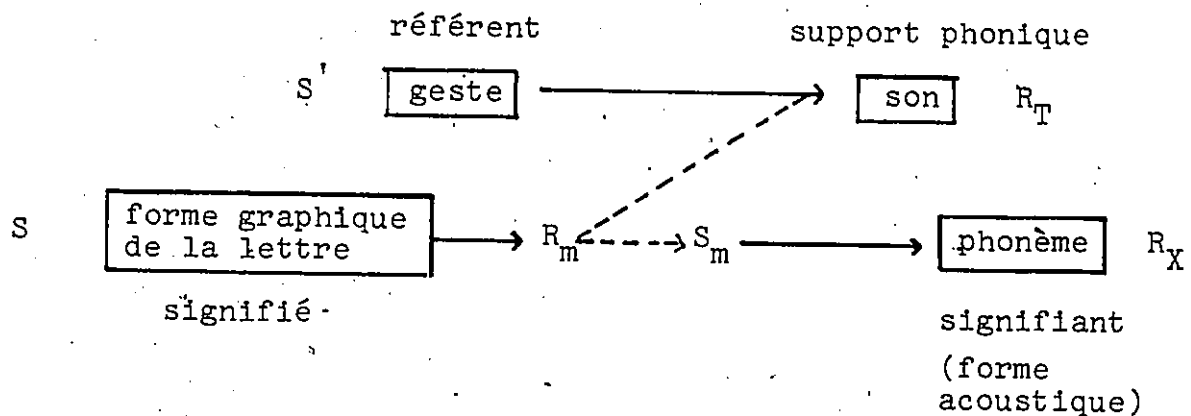 référent support phonique
S' geste son R_T
S forme graphique de la lettre R_m S_m phonème R_X
signifié
signifiant
(forme
acoustique)